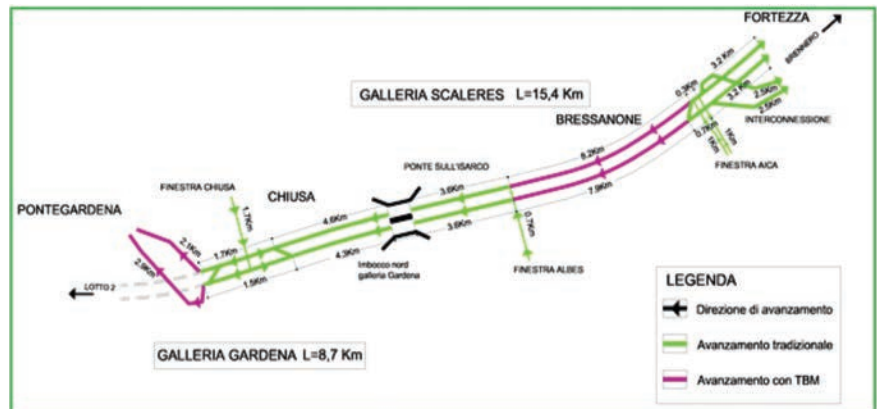 FORTEZZA
BRENNERO
3.2 Km
0.3Km
3.2 Km
2.5Km
2.5Km
GALLERIA SCALERES L=15,4 Km
BRESSANONE
INTERCONNESSIONE
0.7Km
1Km
1Km
FINESTRA AICA
8.2Km
7.9Km
PONTE SULL'ISARCO
3.6Km
3.6Km
0.7Km
FINESTRA ALBES
FINESTRA CHIUSA
CHIUSA
1.7Km
4.6Km
4.3Km
Imbocco nord
galleria Gardena
PONTEGARDENA
2.1Km
1.7Km
2.9Km
1.5Km
LOTTO 2
GALLERIA GARDENA L=8,7 Km
LEGENDA
Direzione di avanzamento
Avanzamento tradizionale
Avanzamento con TBM